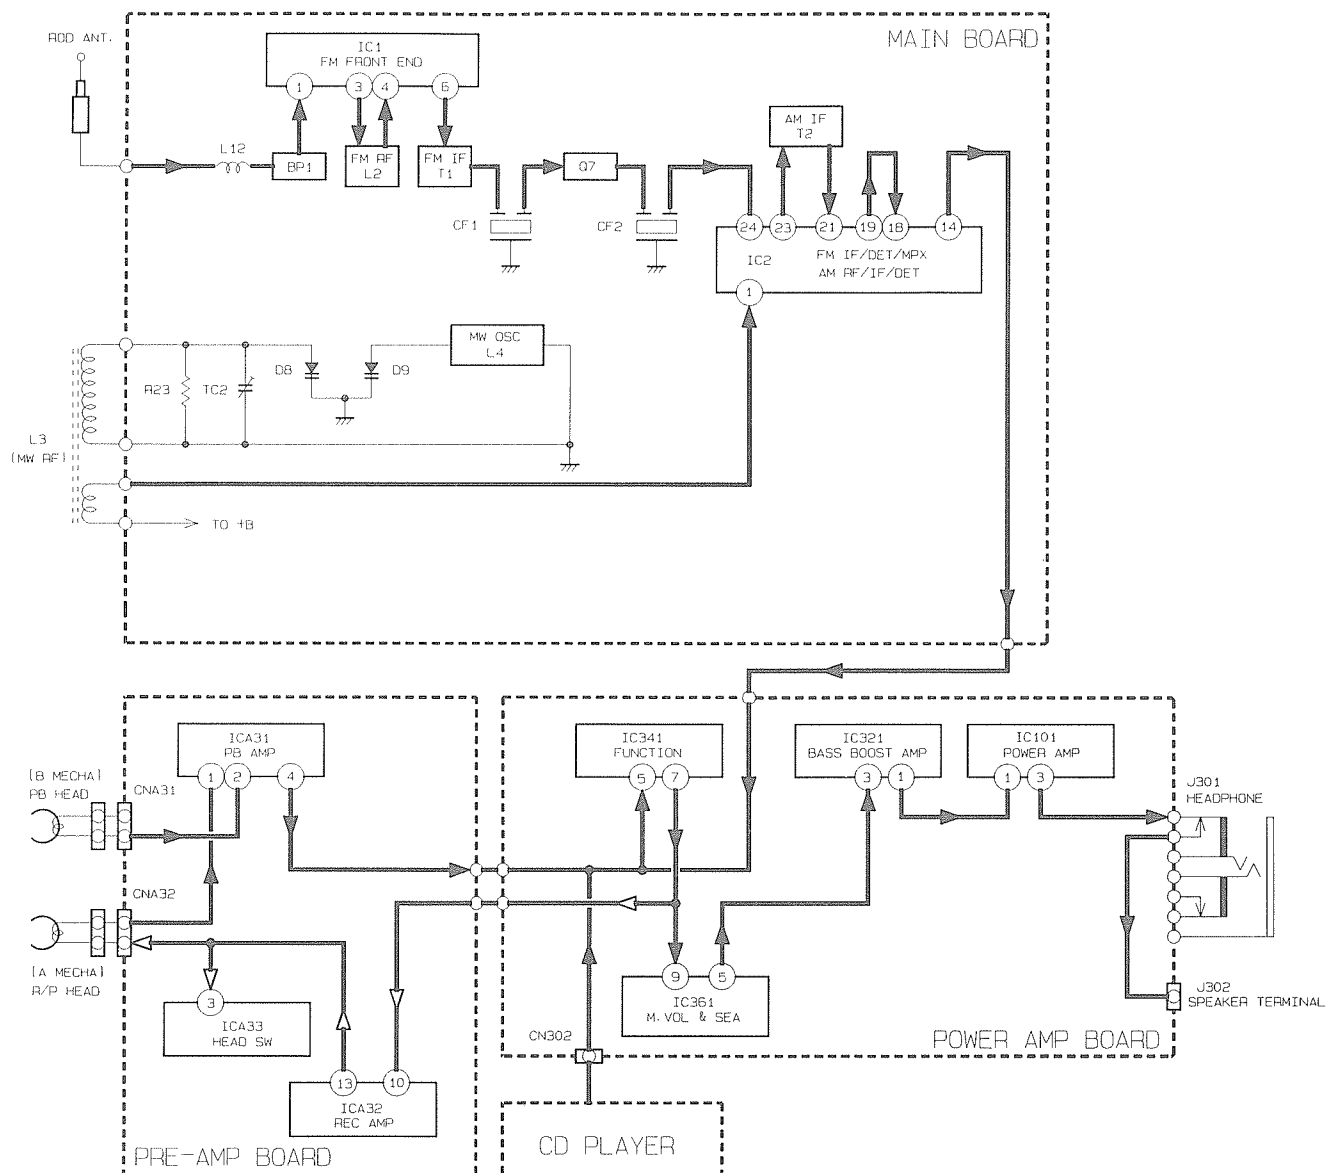 ROD ANT.
MAIN BOARD
IC1
FM FRONT END
1
3
4
6
L12
BP1
FM RF
L2
FM IF
T1
CF1
Q7
CF2
AM IF
T2
24
23
21
19
18
14
IC2
FM IF/DET/MPX
AM RF/IF/DET
1
MW OSC
L4
R23
TC2
D8
D9
L3
(MW RF)
TO +B
ICA31
PB AMP
1
2
4
(B MECHA)
PB HEAD
CNA31
CNA32
(A MECHA)
R/P HEAD
3
ICA33
HEAD SW
13
10
ICA32
REC AMP
PRE-AMP BOARD
IC341
FUNCTION
5
7
IC321
BASS BOOST AMP
3
1
IC101
POWER AMP
1
3
J301
HEADPHONE
9
5
IC361
M.VOL & SEA
J302
SPEAKER TERMINAL
CN302
POWER AMP BOARD
CD PLAYER